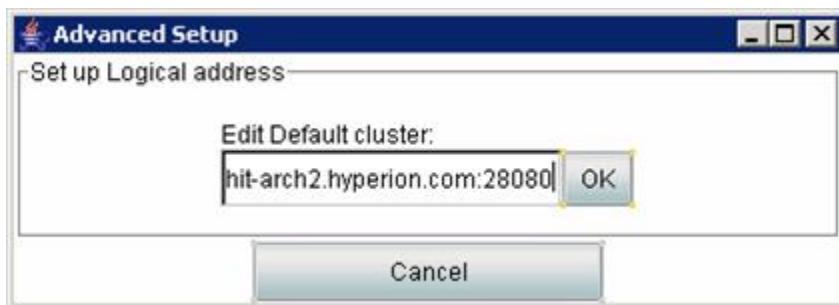 Advanced Setup
Set up Logical address
Edit Default cluster:
hit-arch2.hyperion.com:28080 OK
Cancel